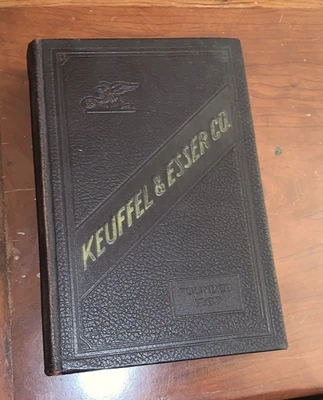 KEUFFEL & ESSER CO.
FOUNDED
1867